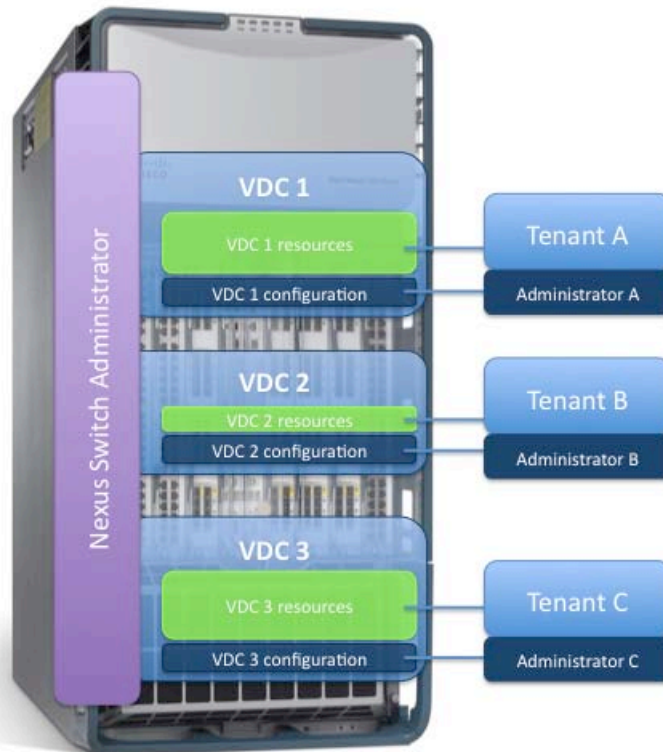 Nexus Switch Administrator
VDC 1
VDC 1 resources
VDC 1 configuration
Tenant A
Administrator A
VDC 2
VDC 2 resources
VDC 2 configuration
Tenant B
Administrator B
VDC 3
VDC 3 resources
VDC 3 configuration
Tenant C
Administrator C